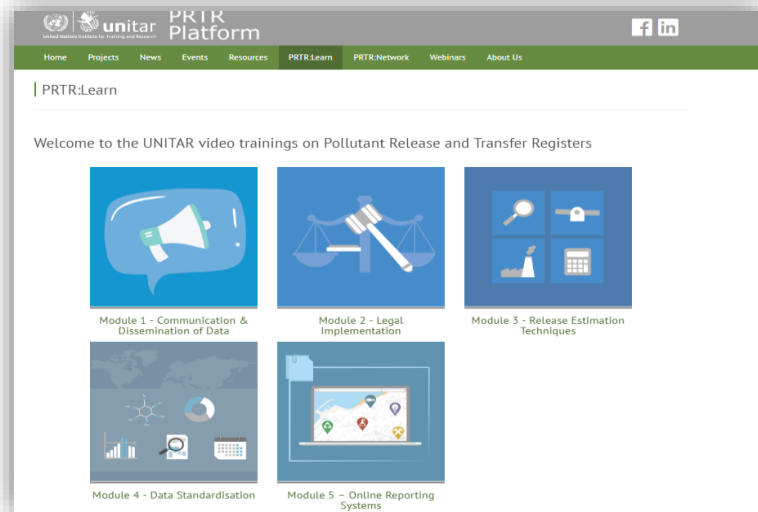 unitar
PRTR
Platform
United Nations Institute for Training and Research
f in
Home Projects News Events Resources PRTR:Learn PRTR:Network Webinars About Us
PRTR:Learn
Welcome to the UNITAR video trainings on Pollutant Release and Transfer Registers
Module 1 - Communication &
Dissemination of Data
Module 2 - Legal
Implementation
Module 3 - Release Estimation
Techniques
Module 4 - Data Standardisation
Module 5 – Online Reporting
Systems